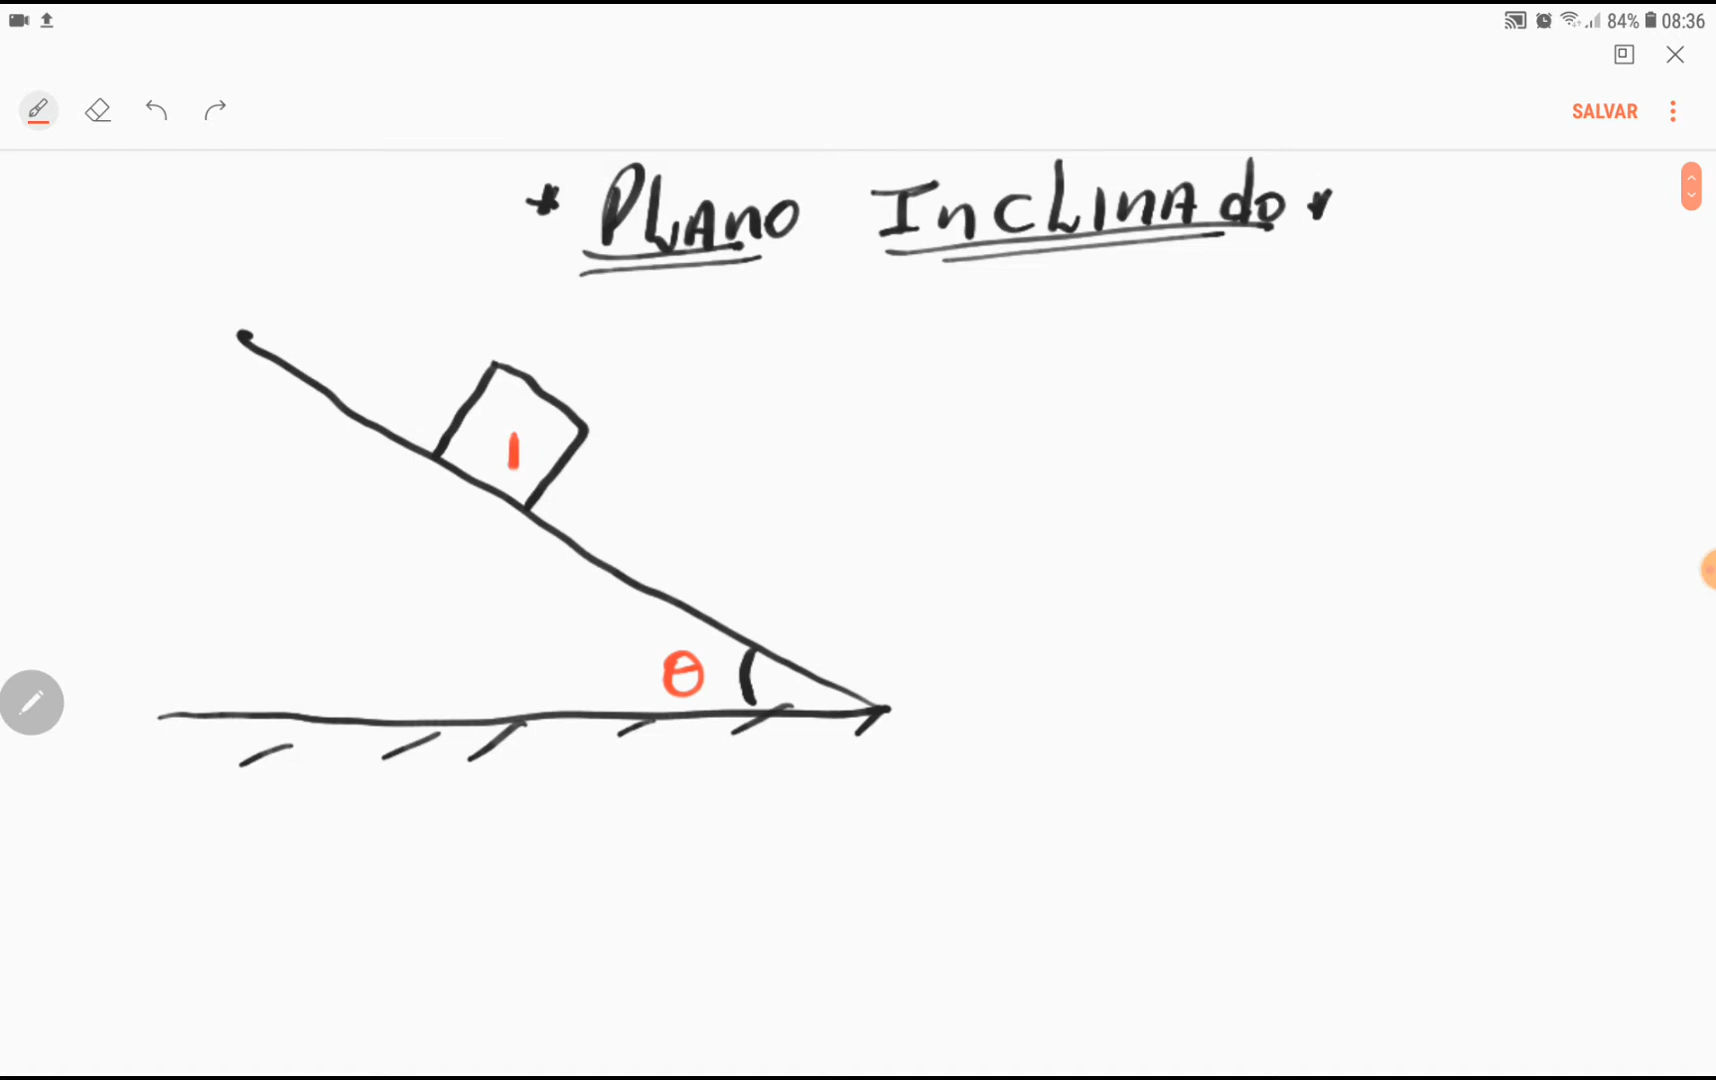 84% 08:36
SALVAR
* PLAno InCLInAdo *
1
θ